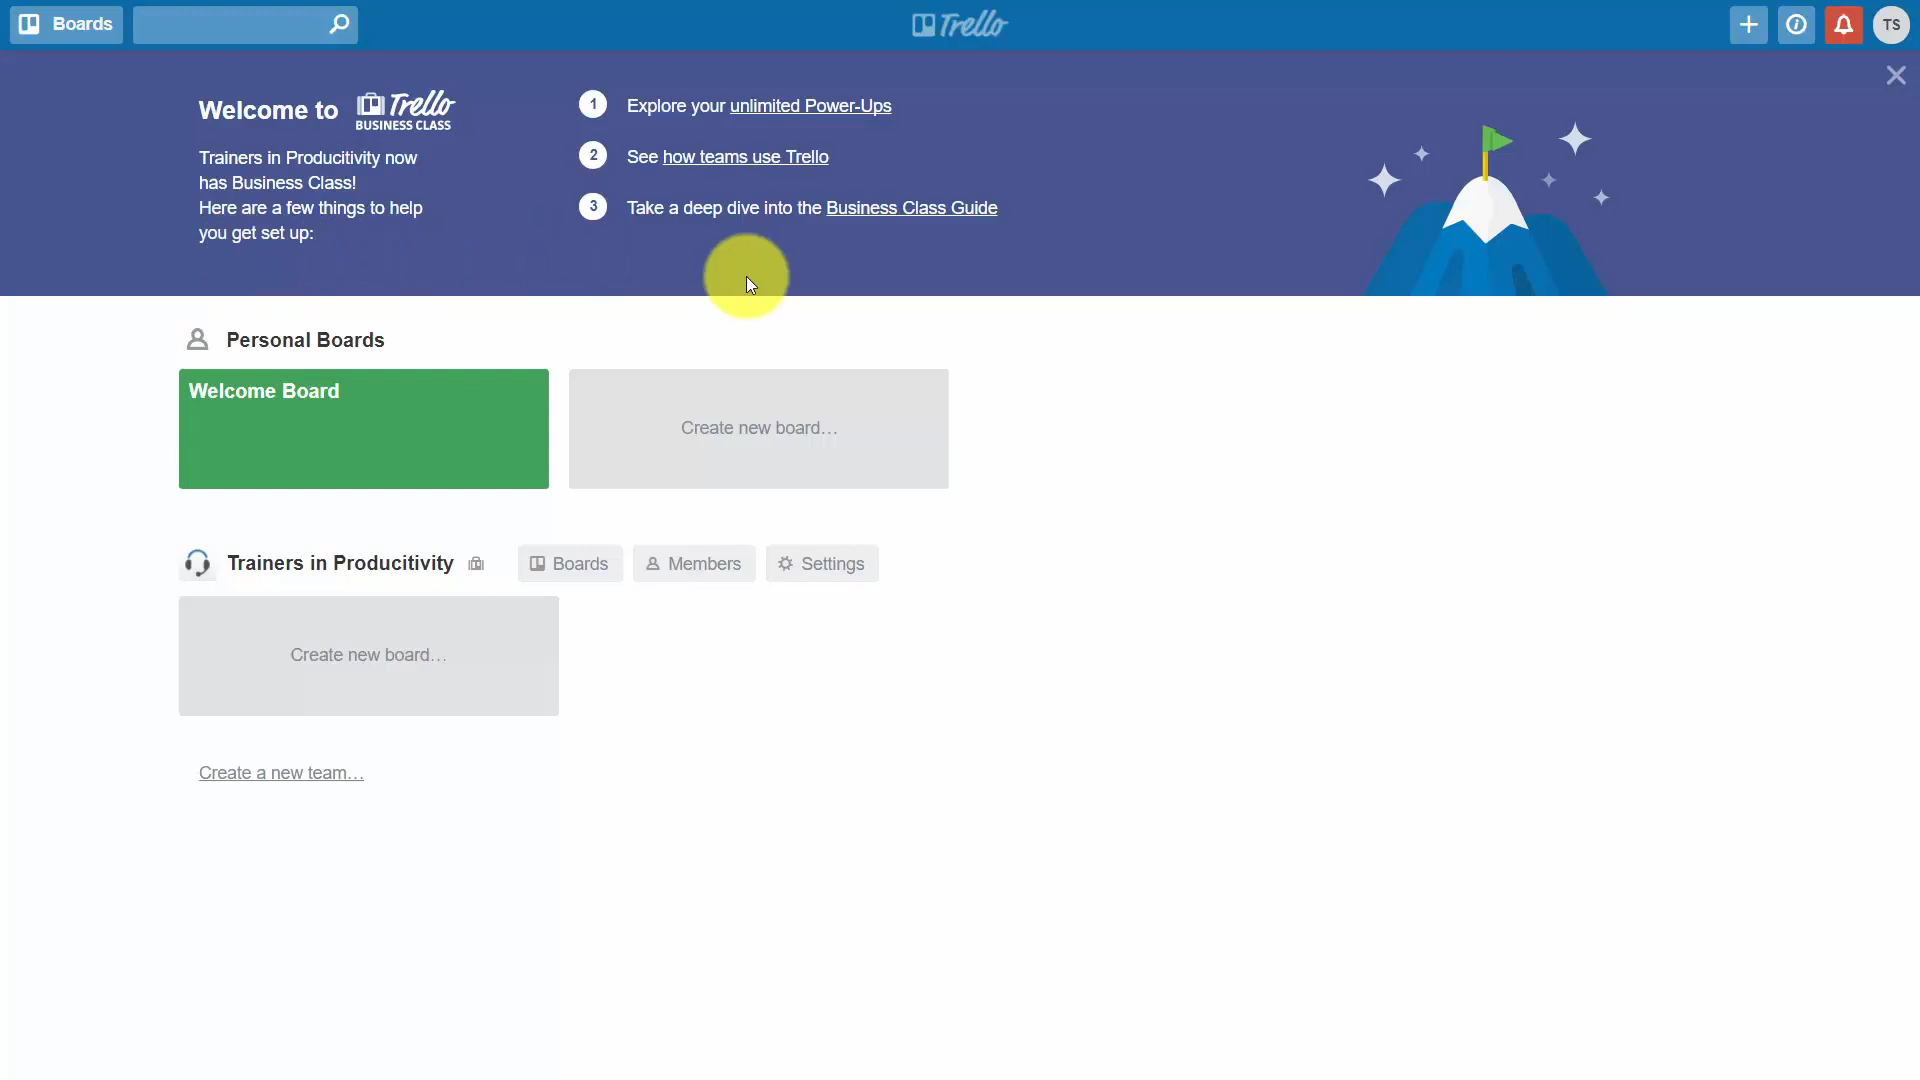 Boards
Trello
TS
Welcome to Trello
BUSINESS CLASS
Trainers in Producitivity now
has Business Class!
Here are a few things to help
you get set up:
1 Explore your unlimited Power-Ups
2 See how teams use Trello
3 Take a deep dive into the Business Class Guide
Personal Boards
Welcome Board
Create new board…
Trainers in Producitivity
Boards
Members
Settings
Create new board…
Create a new team…